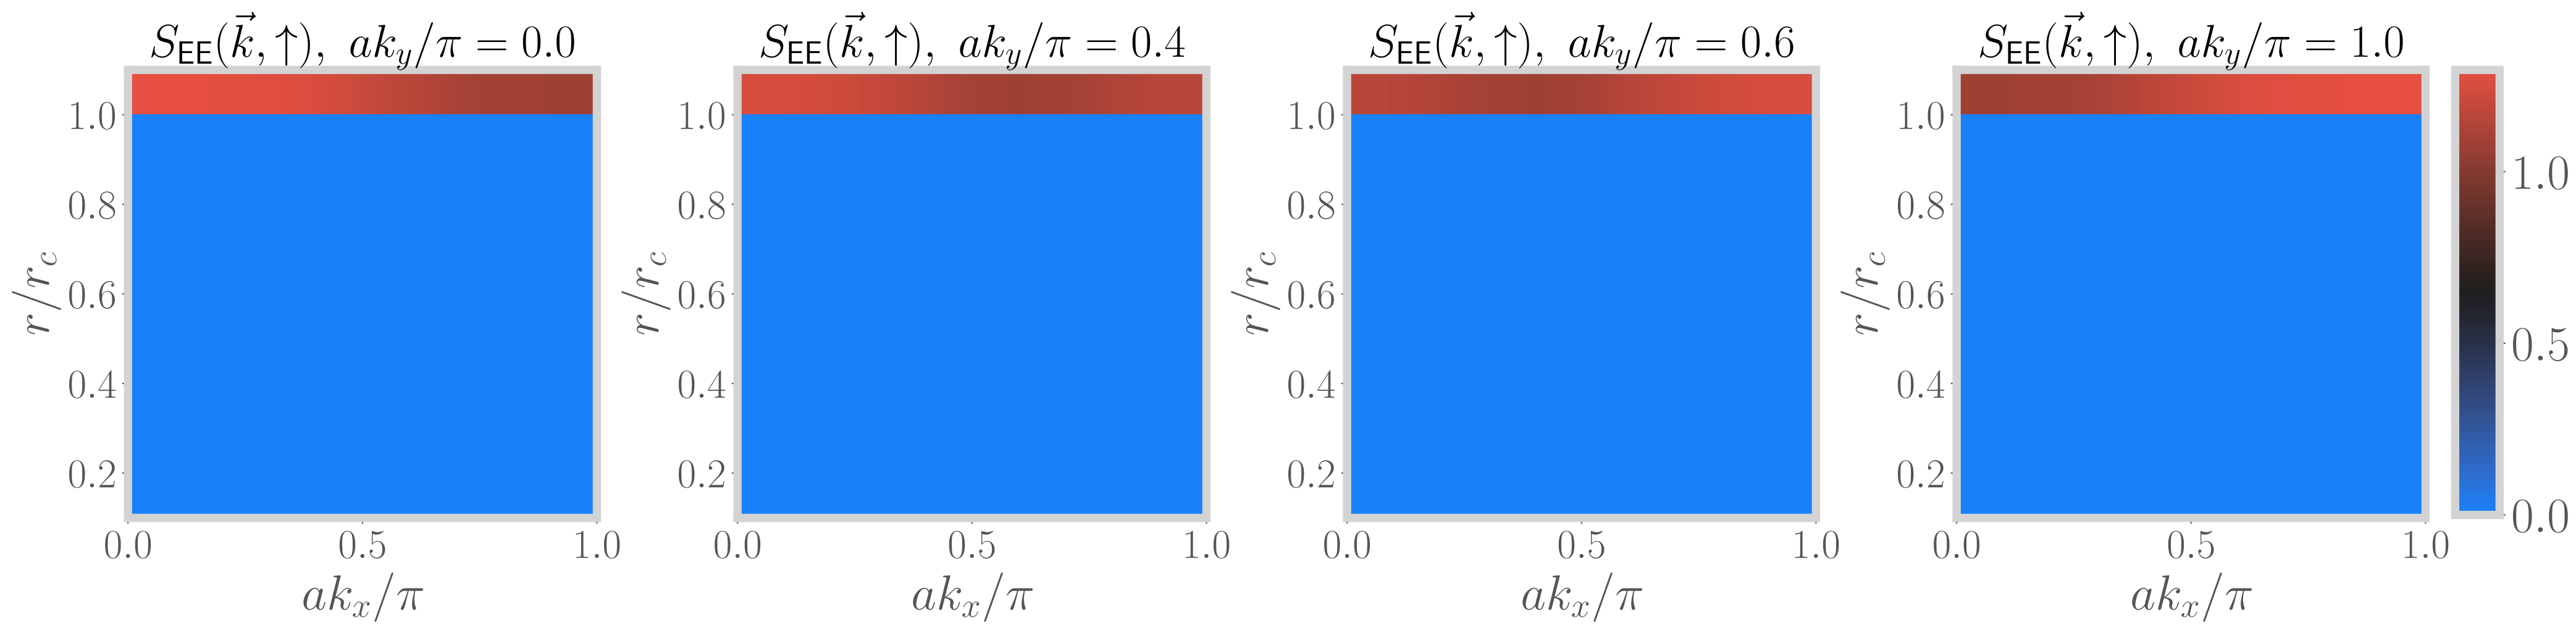 S_EE(k⃗, ↑), ak_y/π = 0.0
1.0
0.8
0.6
0.4
0.2
r/r_c
0.0 0.5 1.0
ak_x/π
S_EE(k⃗, ↑), ak_y/π = 0.4
1.0
0.8
0.6
0.4
0.2
r/r_c
0.0 0.5 1.0
ak_x/π
S_EE(k⃗, ↑), ak_y/π = 0.6
1.0
0.8
0.6
0.4
0.2
r/r_c
0.0 0.5 1.0
ak_x/π
S_EE(k⃗, ↑), ak_y/π = 1.0
1.0
0.8
0.6
0.4
0.2
r/r_c
0.0 0.5 1.0
ak_x/π
1.0
0.5
0.0